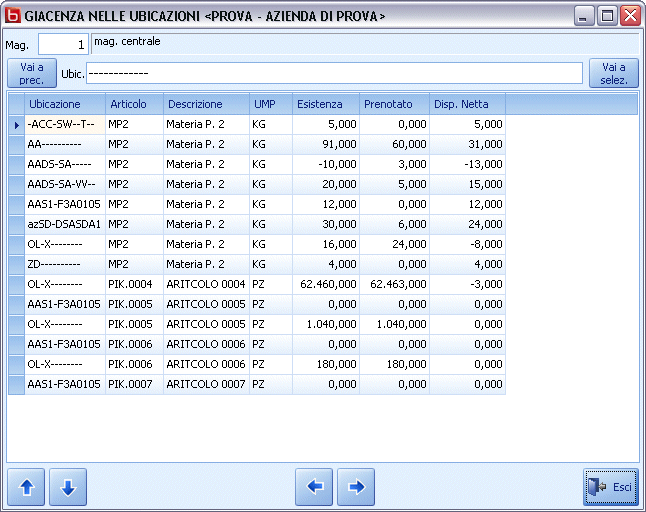 GIACENZA NELLE UBICAZIONI <PROVA - AZIENDA DI PROVA>
Mag. 1 mag. centrale
Vai a prec. Ubic. ------------ Vai a selez.
Ubicazione Articolo Descrizione UMP Esistenza Prenotato Disp. Netta
-ACC-SW--T-- MP2 Materia P. 2 KG 5,000 0,000 5,000
AA---------- MP2 Materia P. 2 KG 91,000 60,000 31,000
AADS-SA----- MP2 Materia P. 2 KG -10,000 3,000 -13,000
AADS-SA-VV-- MP2 Materia P. 2 KG 20,000 5,000 15,000
AAS1-F3A0105 MP2 Materia P. 2 KG 12,000 0,000 12,000
azSD-DSASDA1 MP2 Materia P. 2 KG 30,000 6,000 24,000
OL-X-------- MP2 Materia P. 2 KG 16,000 24,000 -8,000
ZD---------- MP2 Materia P. 2 KG 4,000 0,000 4,000
OL-X-------- PIK.0004 ARITCOLO 0004 PZ 62.460,000 62.463,000 -3,000
AAS1-F3A0105 PIK.0005 ARITCOLO 0005 PZ 0,000 0,000 0,000
OL-X-------- PIK.0005 ARITCOLO 0005 PZ 1.040,000 1.040,000 0,000
AAS1-F3A0105 PIK.0006 ARITCOLO 0006 PZ 0,000 0,000 0,000
OL-X-------- PIK.0006 ARITCOLO 0006 PZ 180,000 180,000 0,000
AAS1-F3A0105 PIK.0007 ARITCOLO 0007 PZ 0,000 0,000 0,000
Esci